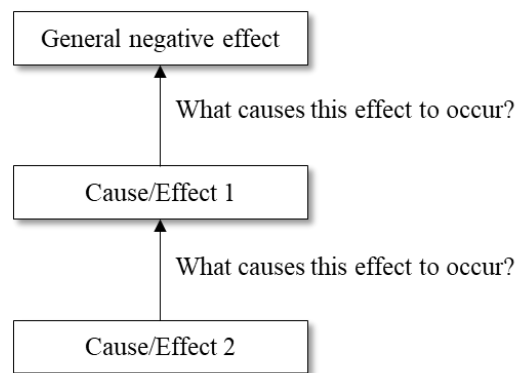 General negative effect
What causes this effect to occur?
Cause/Effect 1
What causes this effect to occur?
Cause/Effect 2